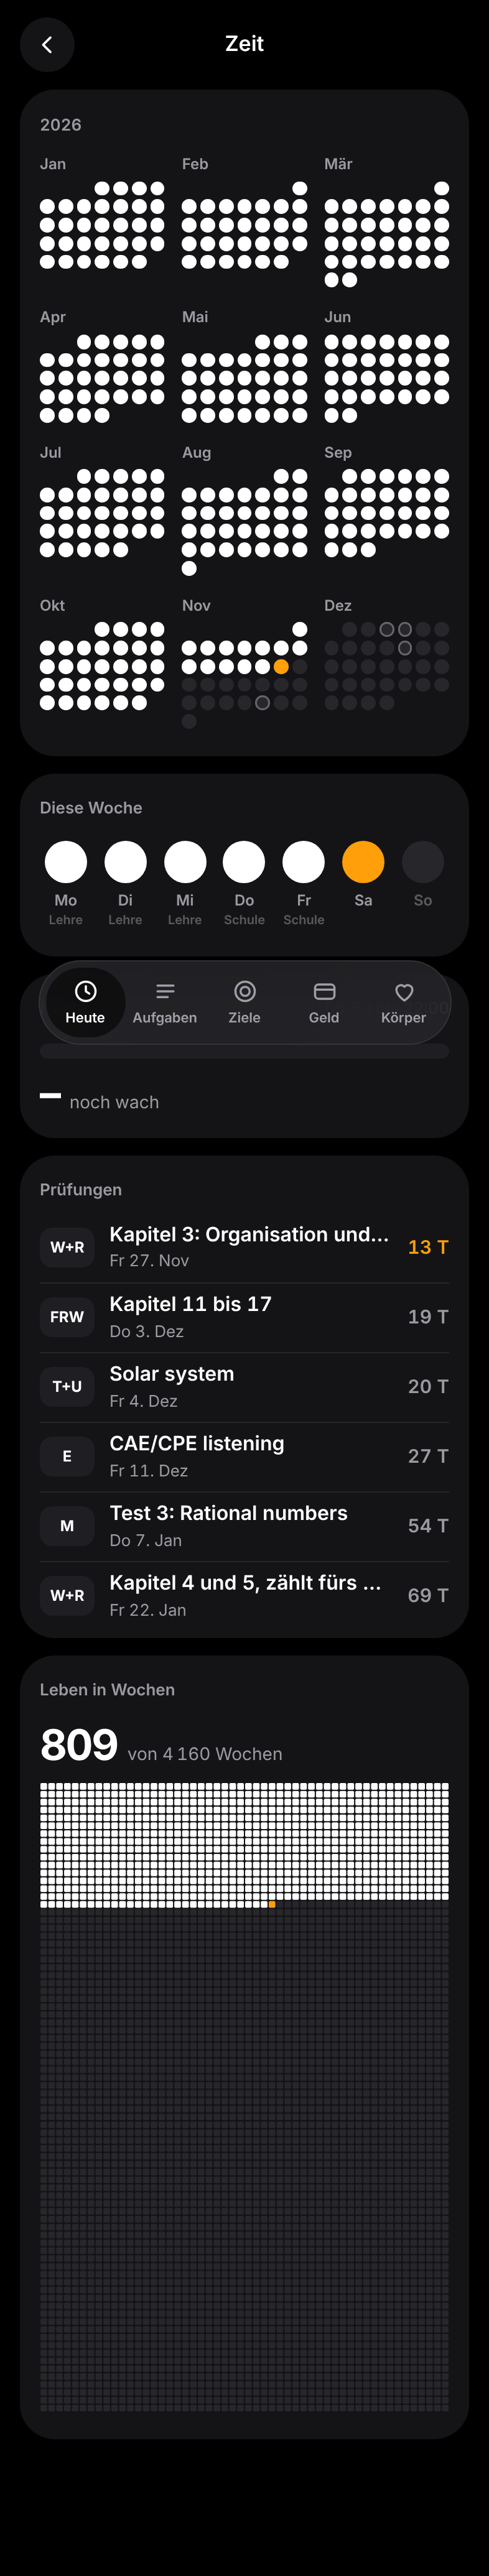 Zeit
2026
Jan Feb Mär
Apr Mai Jun
Jul Aug Sep
Okt Nov Dez
Diese Woche
Mo Di Mi Do Fr Sa So
Lehre Lehre Lehre Schule Schule
Heute Aufgaben Ziele Geld Körper
– noch wach
Prüfungen
W+R Kapitel 3: Organisation und... 13 T
Fr 27. Nov
FRW Kapitel 11 bis 17 19 T
Do 3. Dez
T+U Solar system 20 T
Fr 4. Dez
E CAE/CPE listening 27 T
Fr 11. Dez
M Test 3: Rational numbers 54 T
Do 7. Jan
W+R Kapitel 4 und 5, zählt fürs ... 69 T
Fr 22. Jan
Leben in Wochen
809 von 4 160 Wochen